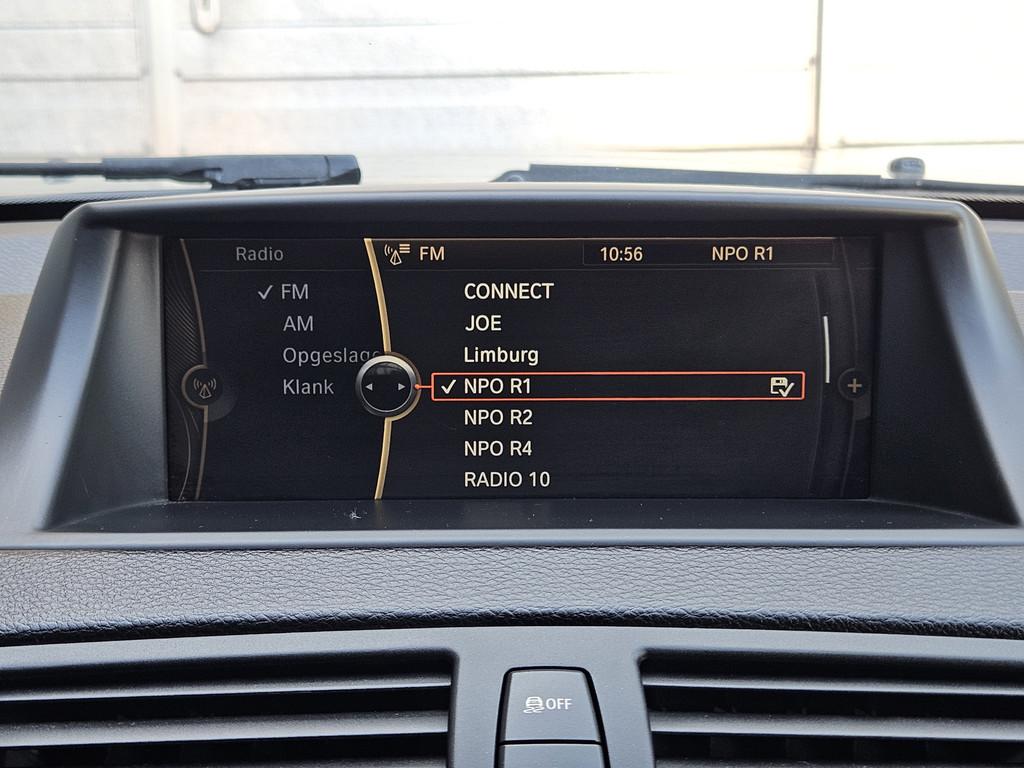 Radio
FM
10:56
NPO R1
FM
AM
Opgeslag
Klank
CONNECT
JOE
Limburg
NPO R1
NPO R2
NPO R4
RADIO 10
OFF